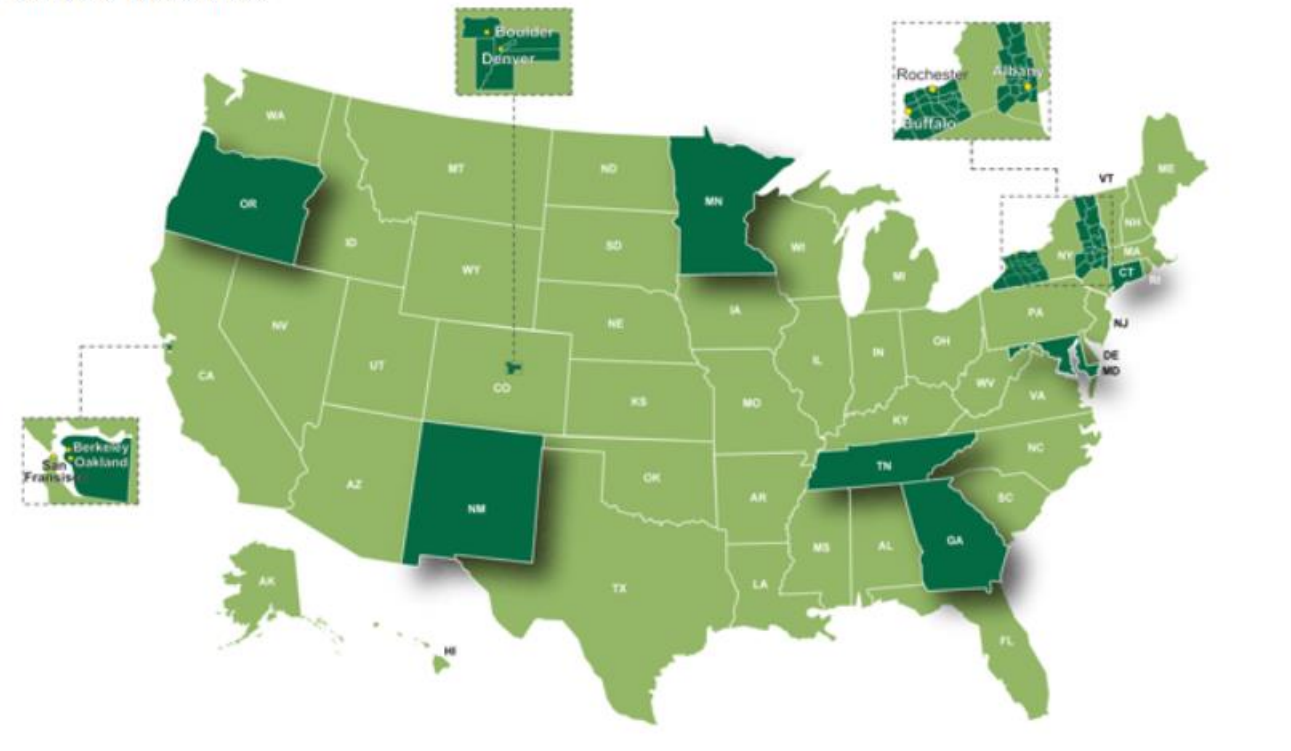 Boulder
Denver
Rochester
Albany
Buffalo
WA
MT
ND
MN
VT
ME
OR
ID
SD
WI
NH
WY
MI
NY
MA
CT
RI
NV
NE
IA
PA
NJ
UT
CO
IL
IN
OH
DE
MD
CA
KS
MO
WV
VA
KY
NC
Berkeley
Oakland
San
Fransisco
AZ
NM
OK
AR
TN
SC
MS
AL
GA
AK
TX
LA
HI
FL